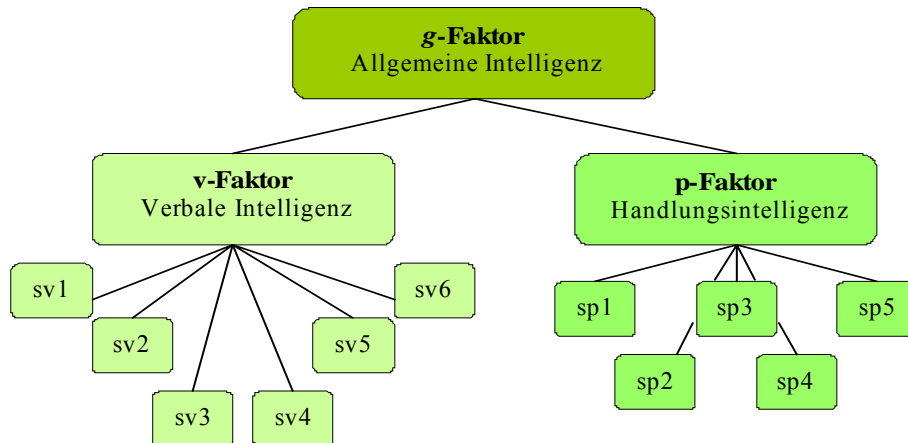 g-Faktor
Allgemeine Intelligenz
v-Faktor
Verbale Intelligenz
p-Faktor
Handlungsintelligenz
sv1
sv2
sv3
sv4
sv5
sv6
sp1
sp2
sp3
sp4
sp5